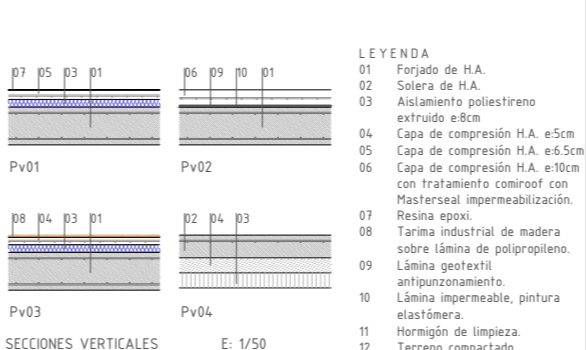 07 05 03 01
06 09 10 01
Pv01
Pv02
08 04 03 01
02 04 03
Pv03
Pv04
SECCIONES VERTICALES E: 1/50
LEYENDA
01 Forjado de H.A.
02 Solera de H.A.
03 Aislamiento poliestireno
extruido e:8cm
04 Capa de compresión H.A. e:5cm
05 Capa de compresión H.A. e:6.5cm
06 Capa de compresión H.A. e:10cm
con tratamiento comiroof con
Masterseal impermeabilización.
07 Resina epoxi.
08 Tarima industrial de madera
sobre lámina de polipropileno.
09 Lámina geotextil
antipunzonamiento.
10 Lámina impermeable, pintura
elastómera.
11 Hormigón de limpieza.
12 Terreno compactado